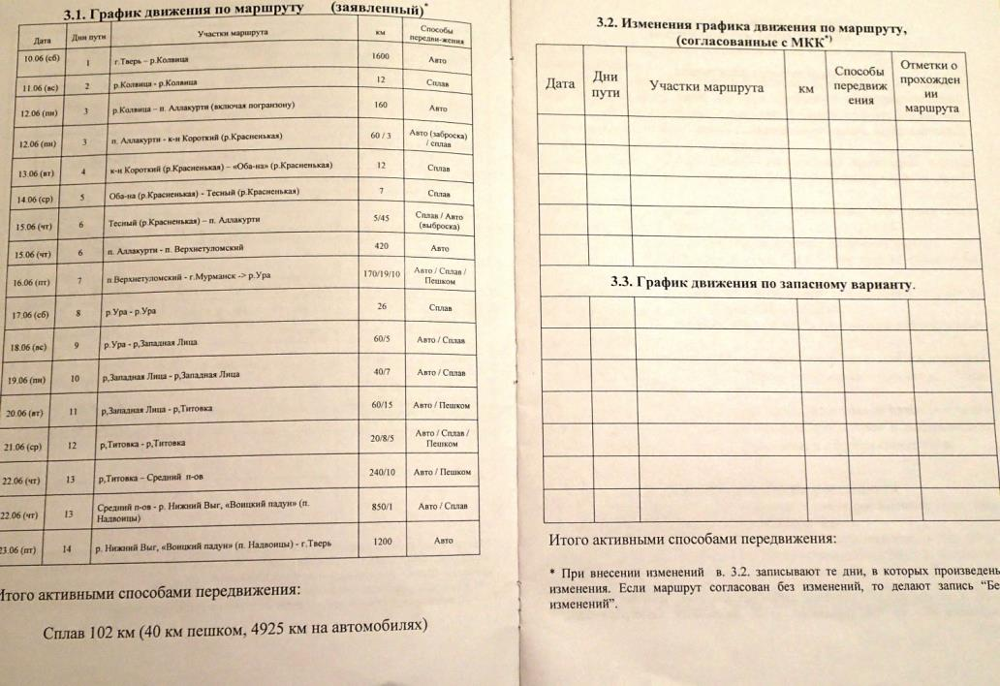 3.1. График движения по маршруту (заявленный)*
Дата Дни пути Участки маршрута км Способы
передви-жения
10.06 (сб) 1 г.Тверь – р.Колвица 1600 Авто
11.06 (вс) 2 р.Колвица - р.Колвица 12 Сплав
12.06 (пн) 3 р.Колвица – п. Аллакурти (включая погранзону) 160 Авто
12.06 (пн) 3 п. Аллакурти - к-н Короткий (р.Красненькая) 60 / 3 Авто (заброска)
/ сплав
13.06 (вт) 4 к-н Короткий (р.Красненькая) – «Оба-на» (р.Красненькая) 12 Сплав
14.06 (ср) 5 Оба-на (р.Красненькая) - Тесный (р.Красненькая) 7 Сплав
15.06 (чт) 6 Тесный (р.Красненькая) – п. Аллакурти 5/45 Сплав / Авто
(выброска)
15.06 (чт) 6 п. Аллакурти - п. Верхнетуломский 420 Авто
16.06 (пт) 7 п.Верхнетуломский - г.Мурманск -> р.Ура 170/19/10 Авто / Сплав /
Пешком
17.06 (сб) 8 р.Ура - р.Ура 26 Сплав
18.06 (вс) 9 р.Ура - р,Западная Лица 60/5 Авто / Сплав
19.06 (пн) 10 р,Западная Лица - р,Западная Лица 40/7 Авто / Сплав
20.06 (вт) 11 р,Западная Лица - р,Титовка 60/15 Авто / Пешком
21.06 (ср) 12 р,Титовка - р,Титовка 20/8/5 Авто / Сплав /
Пешком
22.06 (чт) 13 р,Титовка – Средний п-ов 240/10 Авто / Пешком
22.06 (чт) 13 Средний п-ов - р. Нижний Выг, «Воицкий падун» (п.
Надвоицы) 850/1 Авто / Сплав
23.06 (пт) 14 р. Нижний Выг, «Воицкий падун» (п. Надвоицы) - г.Тверь 1200 Авто
Итого активными способами передвижения:
Сплав 102 км (40 км пешком, 4925 км на автомобилях)
3.2. Изменения графика движения по маршруту,
(согласованные с МКК*)
Дата Дни
пути Участки маршрута км Способы
передвиж
ения Отметки о
прохожден
ии
маршрута
3.3. График движения по запасному варианту.
Итого активными способами передвижения:
* При внесении изменений в. 3.2. записывают те дни, в которых произведены
изменения. Если маршрут согласован без изменений, то делают запись “Бе
изменений”.